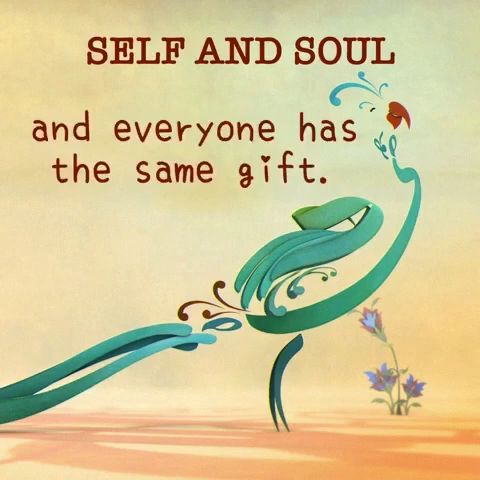 SELF AND SOUL
and everyone has
the same gift.